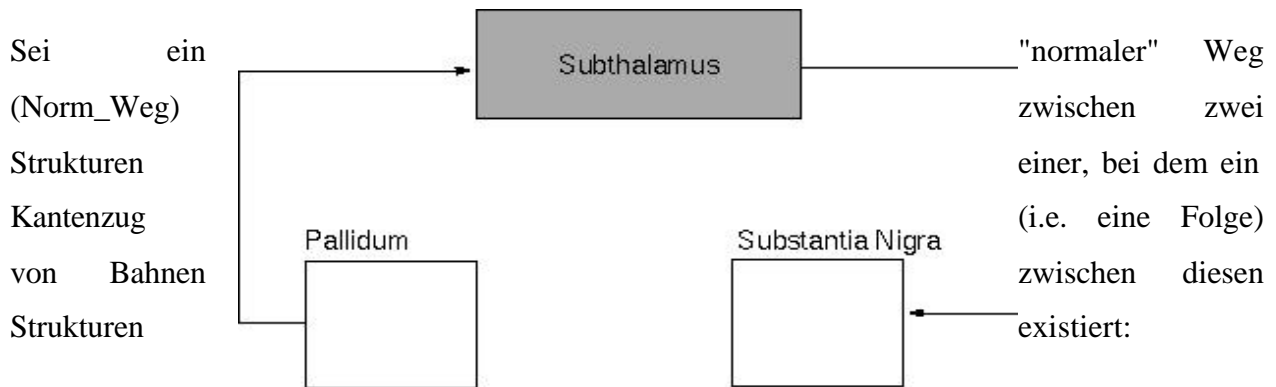 Sei ein "normaler" Weg
(Norm_Weg) zwischen zwei
Strukturen einer, bei dem ein
Kantenzug (i.e. eine Folge)
von Bahnen zwischen diesen
Strukturen existiert:
Subthalamus
Pallidum
Substantia Nigra